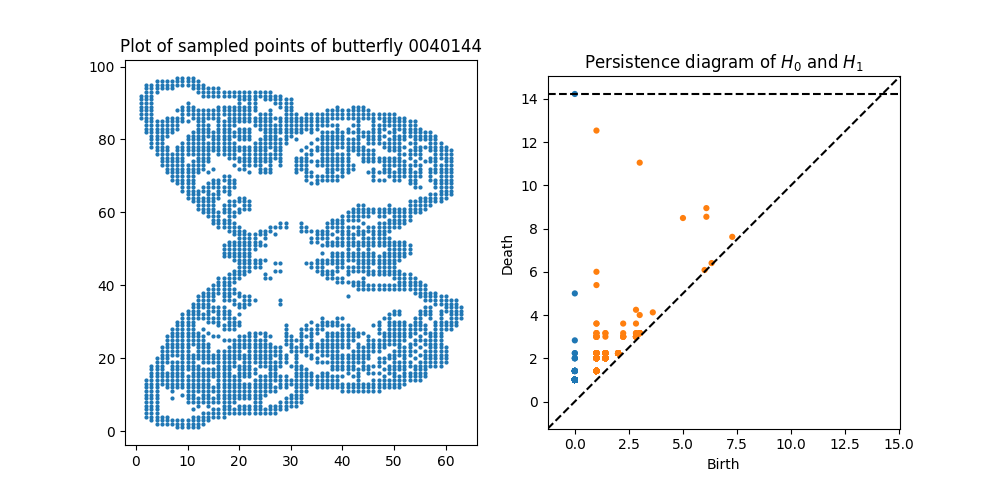 Plot of sampled points of butterfly 0040144
100
80
60
40
20
0
0 10 20 30 40 50 60
Persistence diagram of H₀ and H₁
14
12
10
8
6
4
2
0
Death
0.0 2.5 5.0 7.5 10.0 12.5 15.0
Birth